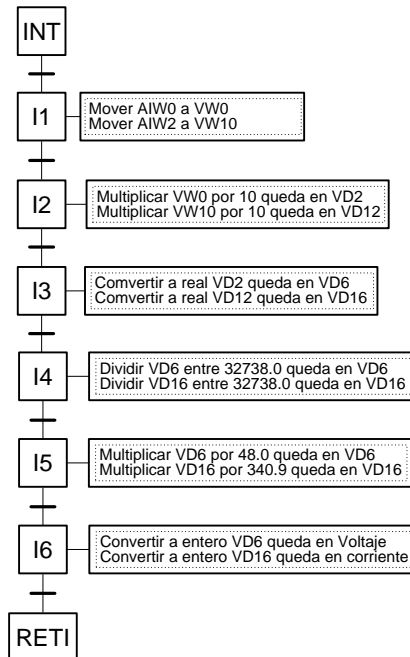 INT
I1
Mover AIW0 a VW0
Mover AIW2 a VW10
I2
Multiplicar VW0 por 10 queda en VD2
Multiplicar VW10 por 10 queda en VD12
I3
Comvertir a real VD2 queda en VD6
Comvertir a real VD12 queda en VD16
I4
Dividir VD6 entre 32738.0 queda en VD6
Dividir VD16 entre 32738.0 queda en VD16
I5
Multiplicar VD6 por 48.0 queda en VD6
Multiplicar VD16 por 340.9 queda en VD16
I6
Convertir a entero VD6 queda en Voltaje
Convertir a entero VD16 queda en corriente
RETI